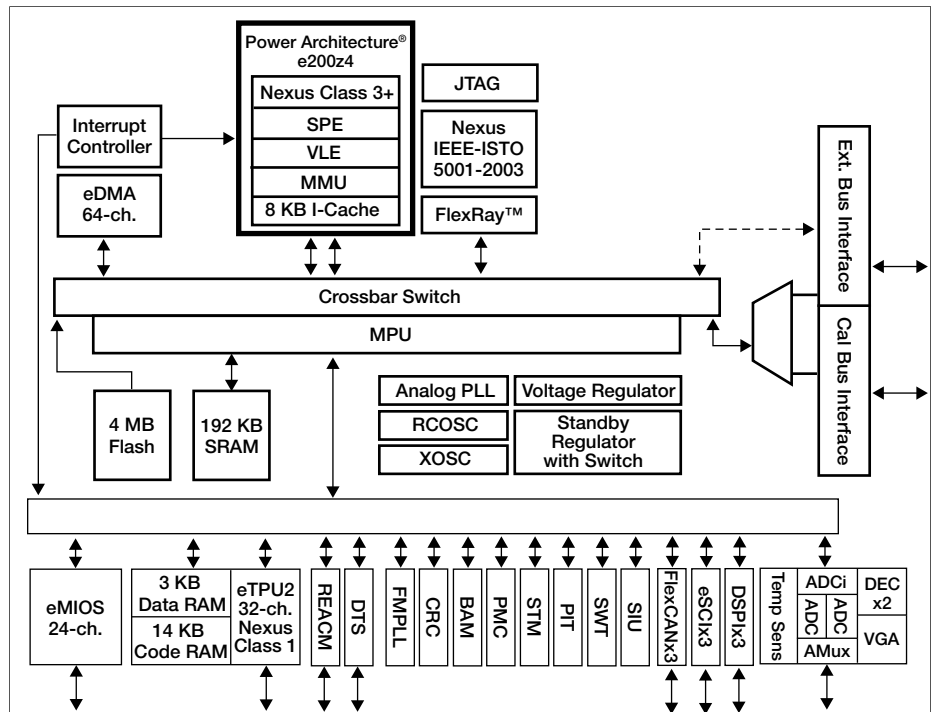 Power Architecture®
e200z4
Nexus Class 3+
SPE
VLE
MMU
8 KB I-Cache
JTAG
Nexus
IEEE-ISTO
5001-2003
FlexRay™
Interrupt
Controller
eDMA
64-ch.
Ext. Bus Interface
Cal Bus Interface
Crossbar Switch
MPU
4 MB
Flash
192 KB
SRAM
Analog PLL
RCOSC
XOSC
Voltage Regulator
Standby
Regulator
with Switch
eMIOS
24-ch.
3 KB
Data RAM
14 KB
Code RAM
eTPU2
32-ch.
Nexus
Class 1
REACM
DTS
FMPLL
CRC
BAM
PMC
STM
PIT
SWT
SIU
FlexCANx3
eSCIx3
DSPIx3
Temp Sens
ADCi
ADC
ADC
AMux
DEC
x2
VGA